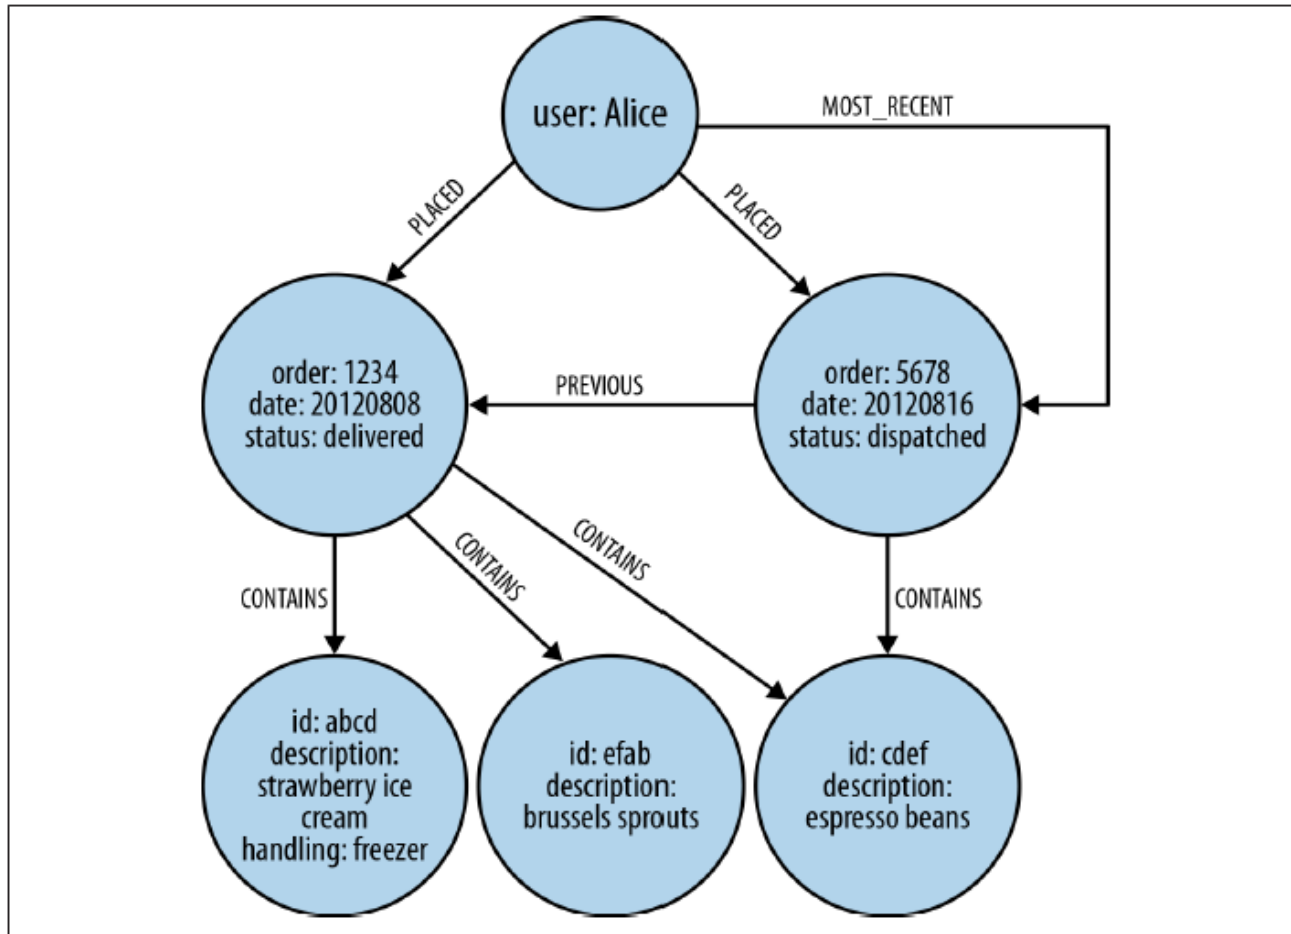 user: Alice
MOST_RECENT
PLACED
PLACED
order: 1234
date: 20120808
status: delivered
PREVIOUS
order: 5678
date: 20120816
status: dispatched
CONTAINS
CONTAINS
CONTAINS
CONTAINS
id: abcd
description:
strawberry ice
cream
handling: freezer
id: efab
description:
brussels sprouts
id: cdef
description:
espresso beans